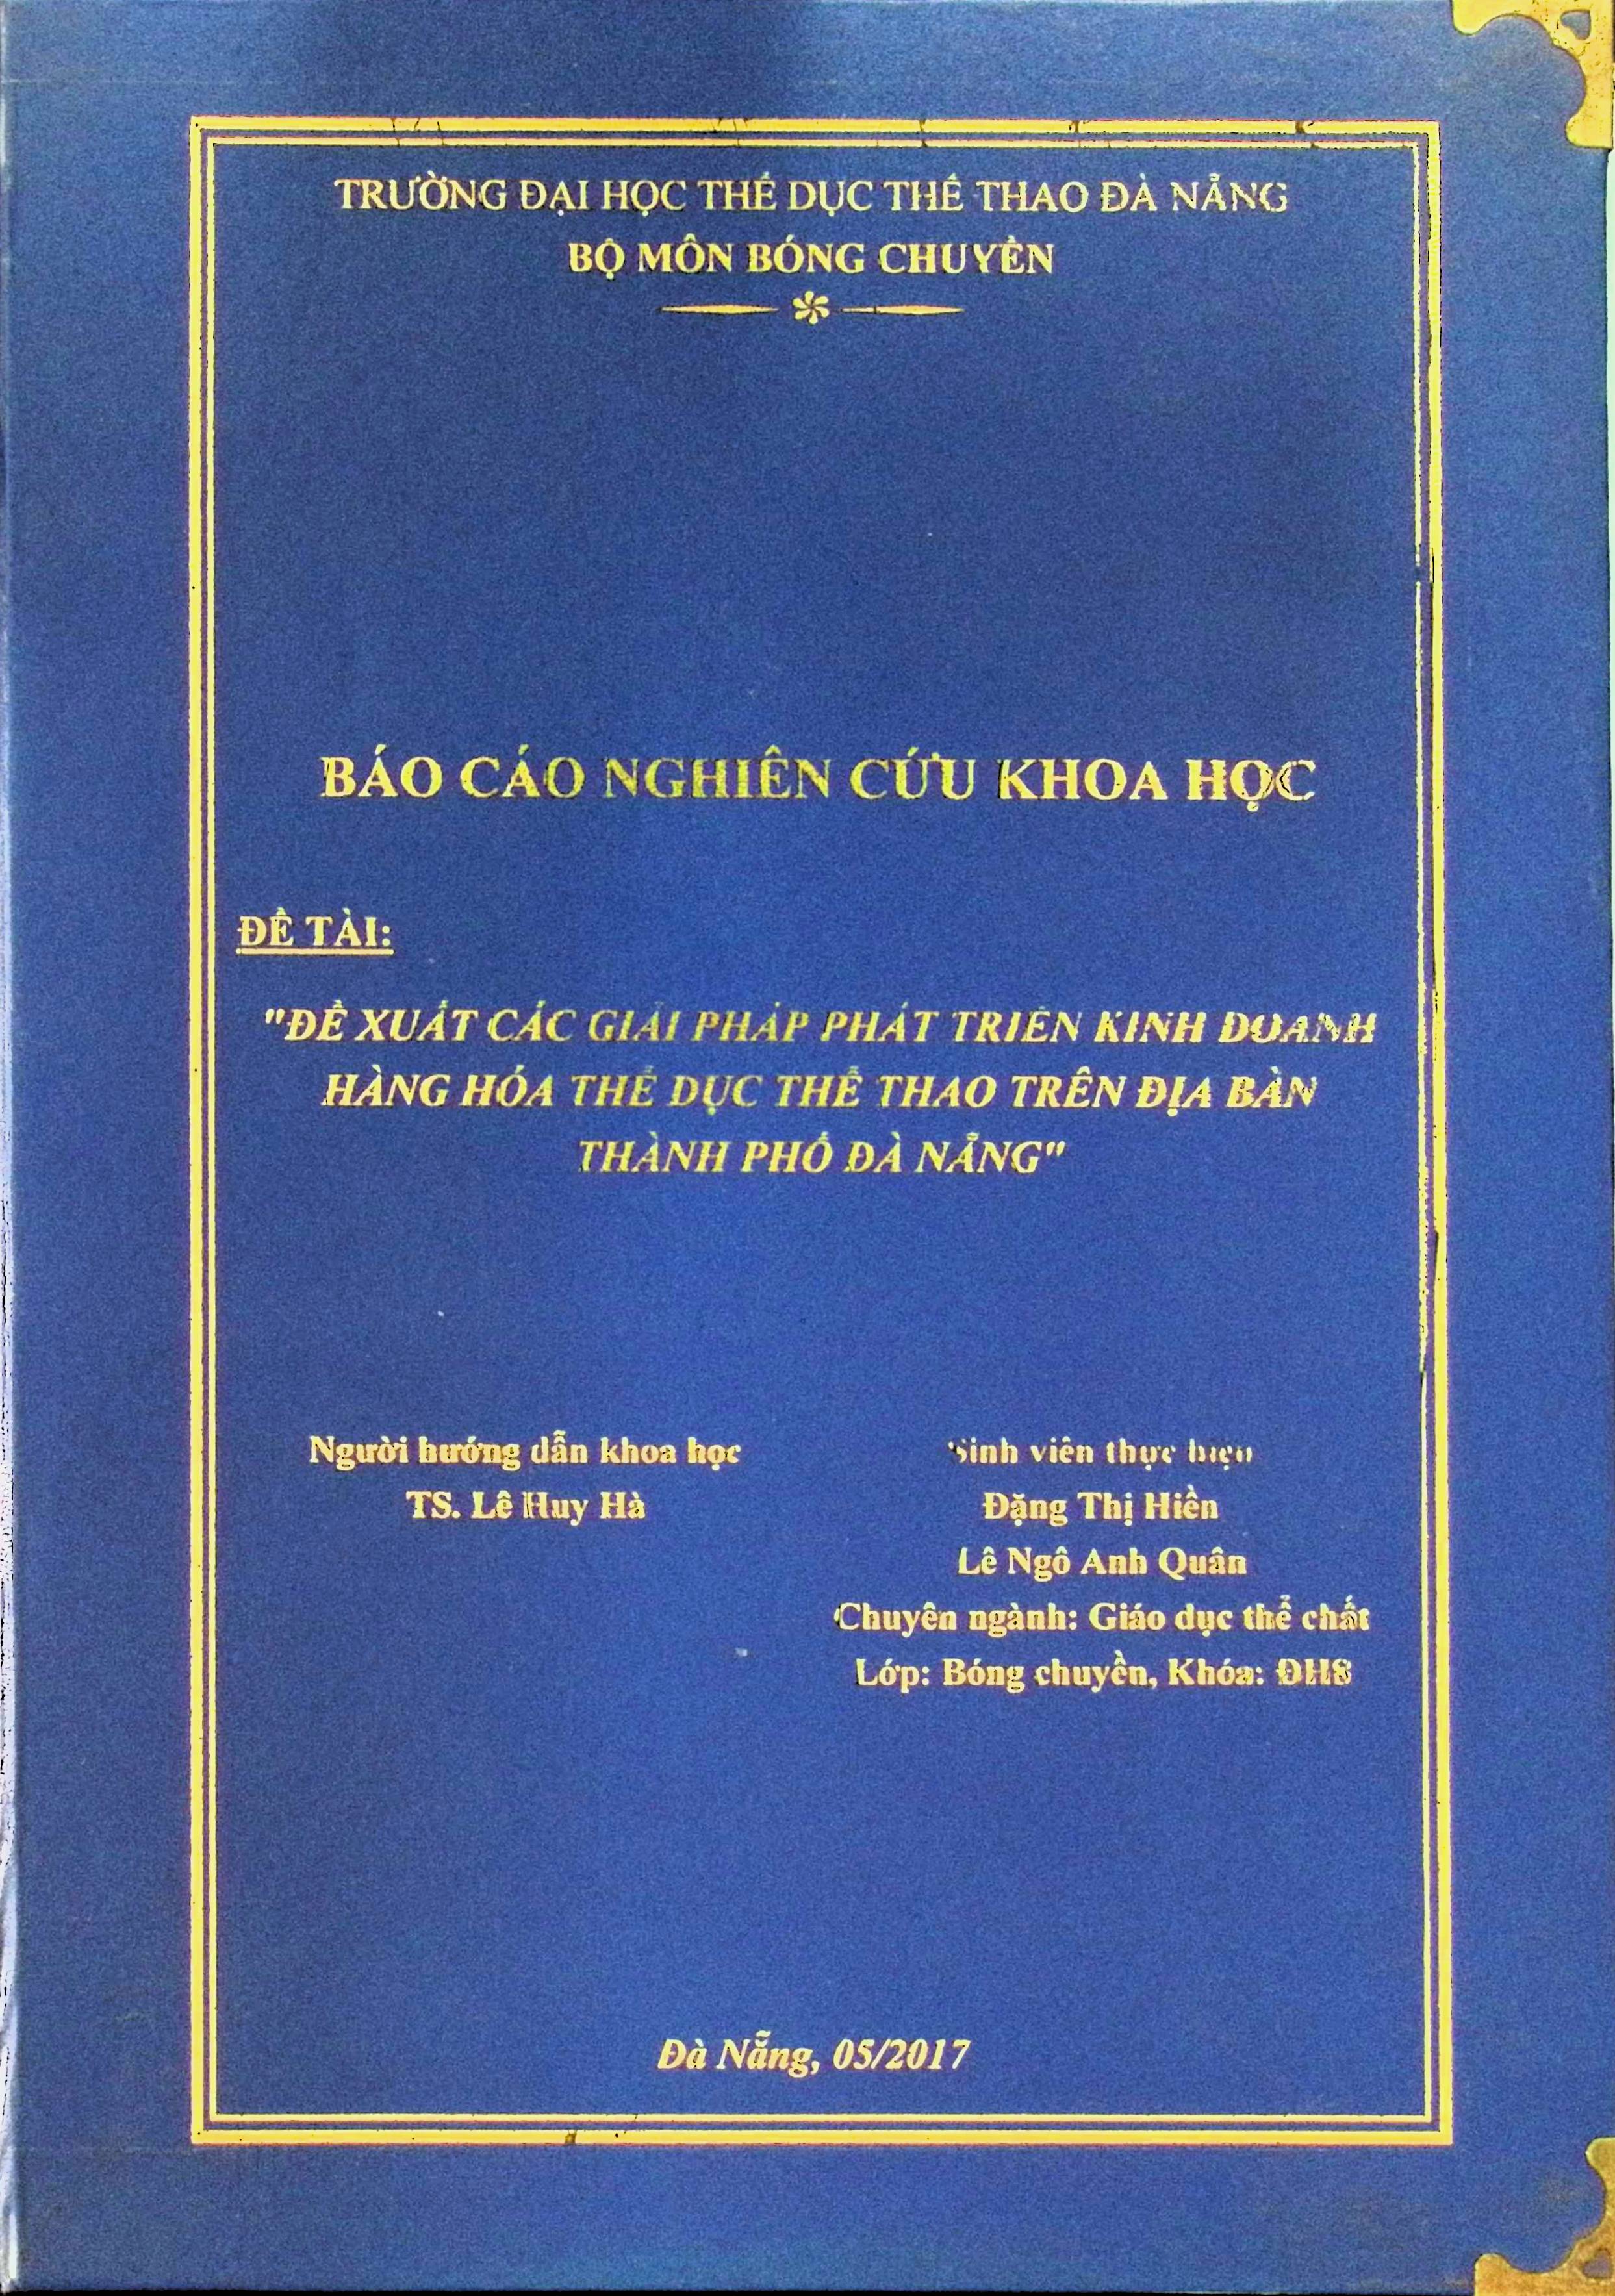 TRƯỜNG ĐẠI HỌC THỂ DỤC THỂ THAO ĐÀ NẴNG
BỘ MÔN BÓNG CHUYỀN
BÁO CÁO NGHIÊN CỨU KHOA HỌC
ĐỀ TÀI:
"ĐỀ XUẤT CÁC GIẢI PHÁP PHÁT TRIỂN KINH DOANH
HÀNG HÓA THỂ DỤC THỂ THAO TRÊN ĐỊA BÀN
THÀNH PHỐ ĐÀ NẴNG"
Người hướng dẫn khoa học
TS. Lê Huy Hà
Sinh viên thực hiện
Đặng Thị Hiền
Lê Ngô Anh Quân
Chuyên ngành: Giáo dục thể chất
Lớp: Bóng chuyền, Khóa: ĐH8
Đà Nẵng, 05/2017